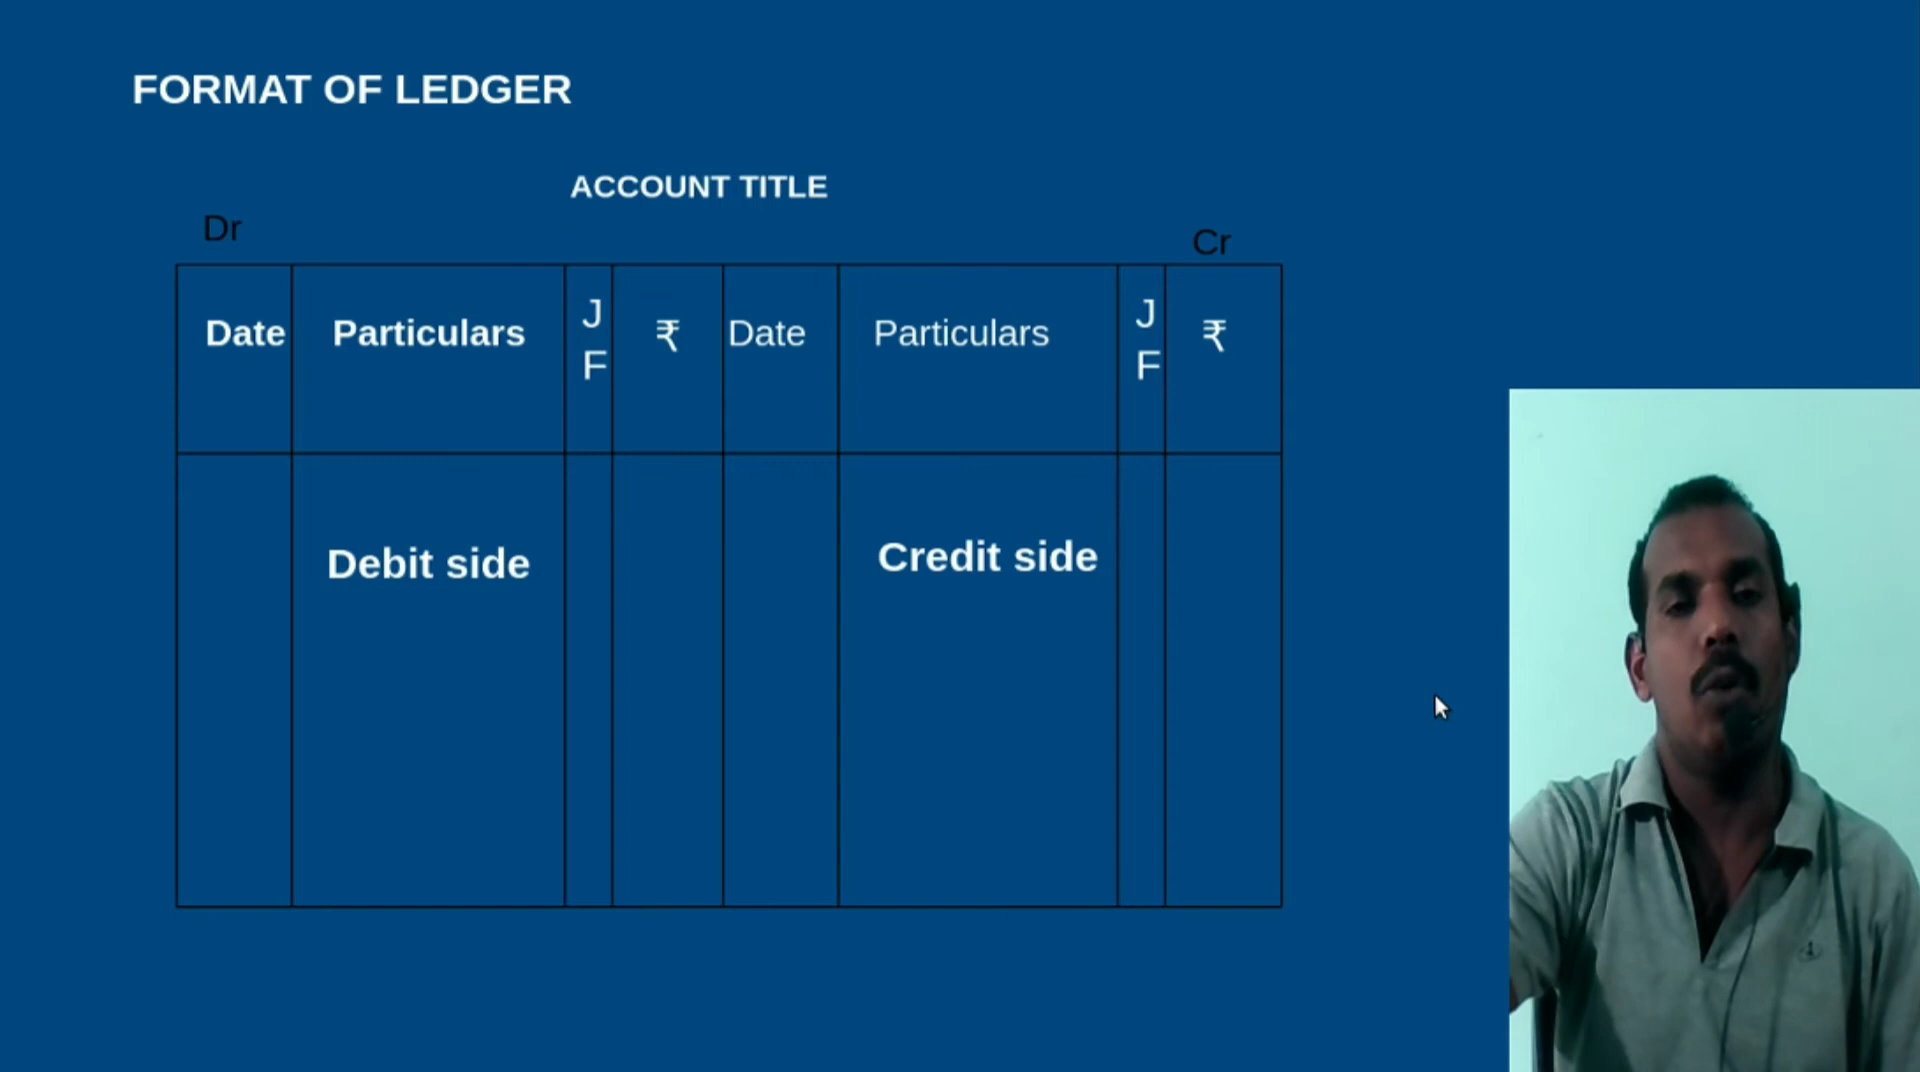 FORMAT OF LEDGER
ACCOUNT TITLE
Dr
Cr
Date Particulars J F ₹ Date Particulars J F ₹
Debit side Credit side